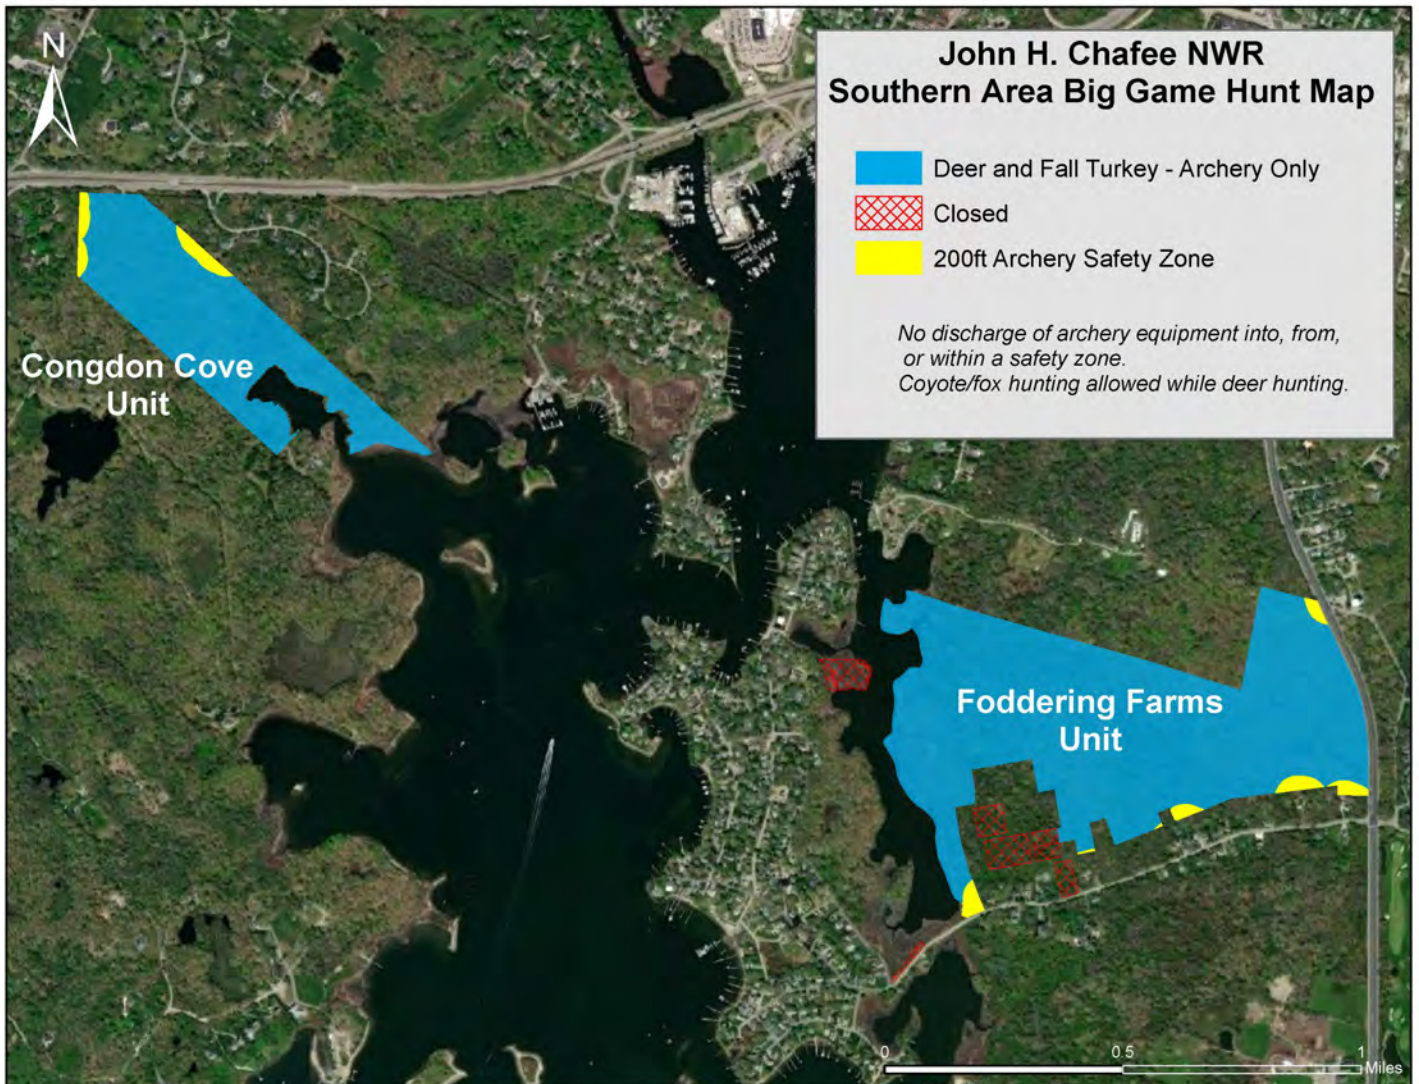 N
John H. Chafee NWR
Southern Area Big Game Hunt Map
Deer and Fall Turkey - Archery Only
Closed
200ft Archery Safety Zone
No discharge of archery equipment into, from,
or within a safety zone.
Coyote/fox hunting allowed while deer hunting.
Congdon Cove
Unit
Foddering Farms
Unit
0 0.5 1
Miles